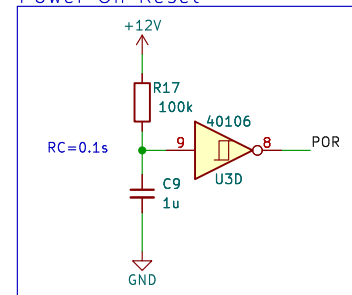 Power On Reset
+12V
R17
100k
40106
9
8
POR
RC=0.1s
U3D
C9
1u
GND